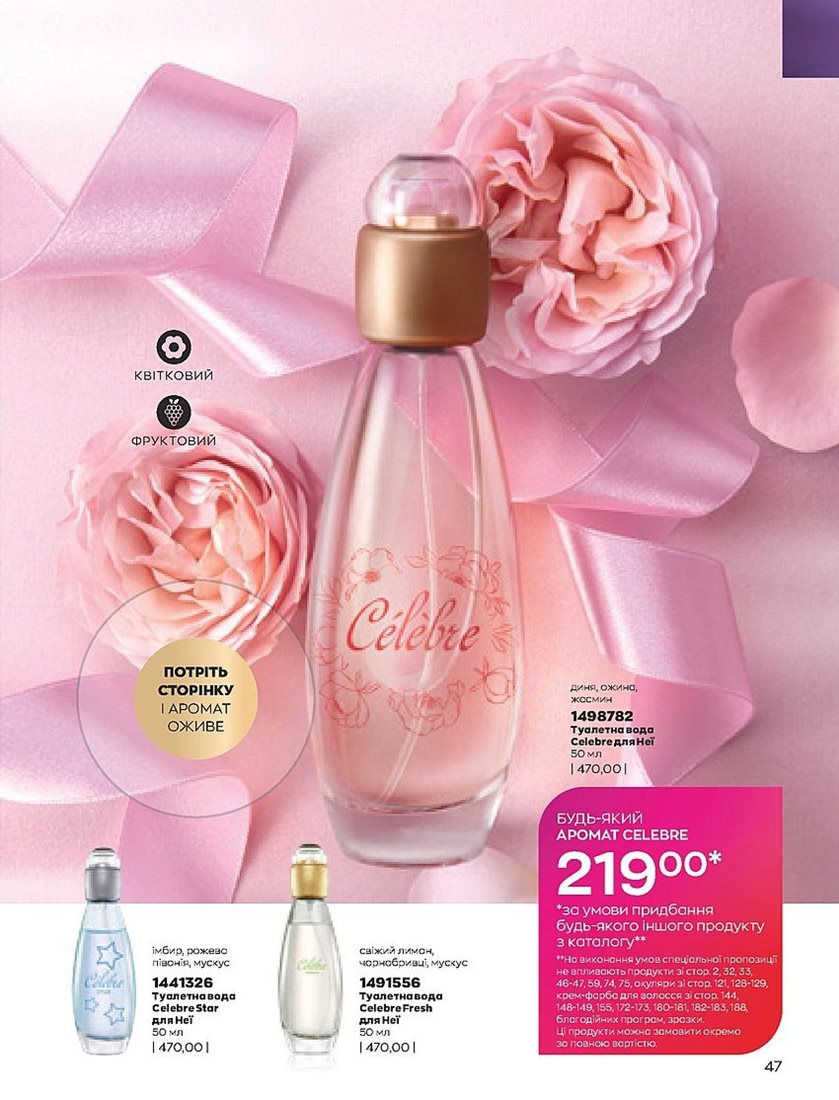 КВІТКОВИЙ
ФРУКТОВИЙ
Célèbre
ПОТРІТЬ
СТОРІНКУ
І АРОМАТ
ОЖИВЕ
диня, ожина,
жасмин
1498782
Туалетна вода
Celebre для Неї
50 мл
| 470,00 |
БУДЬ-ЯКИЙ
АРОМАТ CELEBRE
21900*
*за умови придбання
будь-якого іншого продукту
з каталогу**
**На виконання умов спеціальної пропозиції
не впливають продукти зі стор. 2, 32, 33,
46-47, 59, 74, 75, окуляри зі стор. 121, 128-129,
крем-фарба для волосся зі стор. 144,
148-149, 155, 172-173, 180-181, 182-183, 188,
благодійних програм, зразки.
Ці продукти можна замовити окремо
за повною вартістю.
Célèbre
STAR
імбир, рожева
півонія, мускус
1441326
Туалетна вода
Celebre Star
для Неї
50 мл
| 470,00 |
Célèbre
свіжий лимон,
чорнобривці, мускус
1491556
Туалетна вода
Celebre Fresh
для Неї
50 мл
| 470,00 |
47